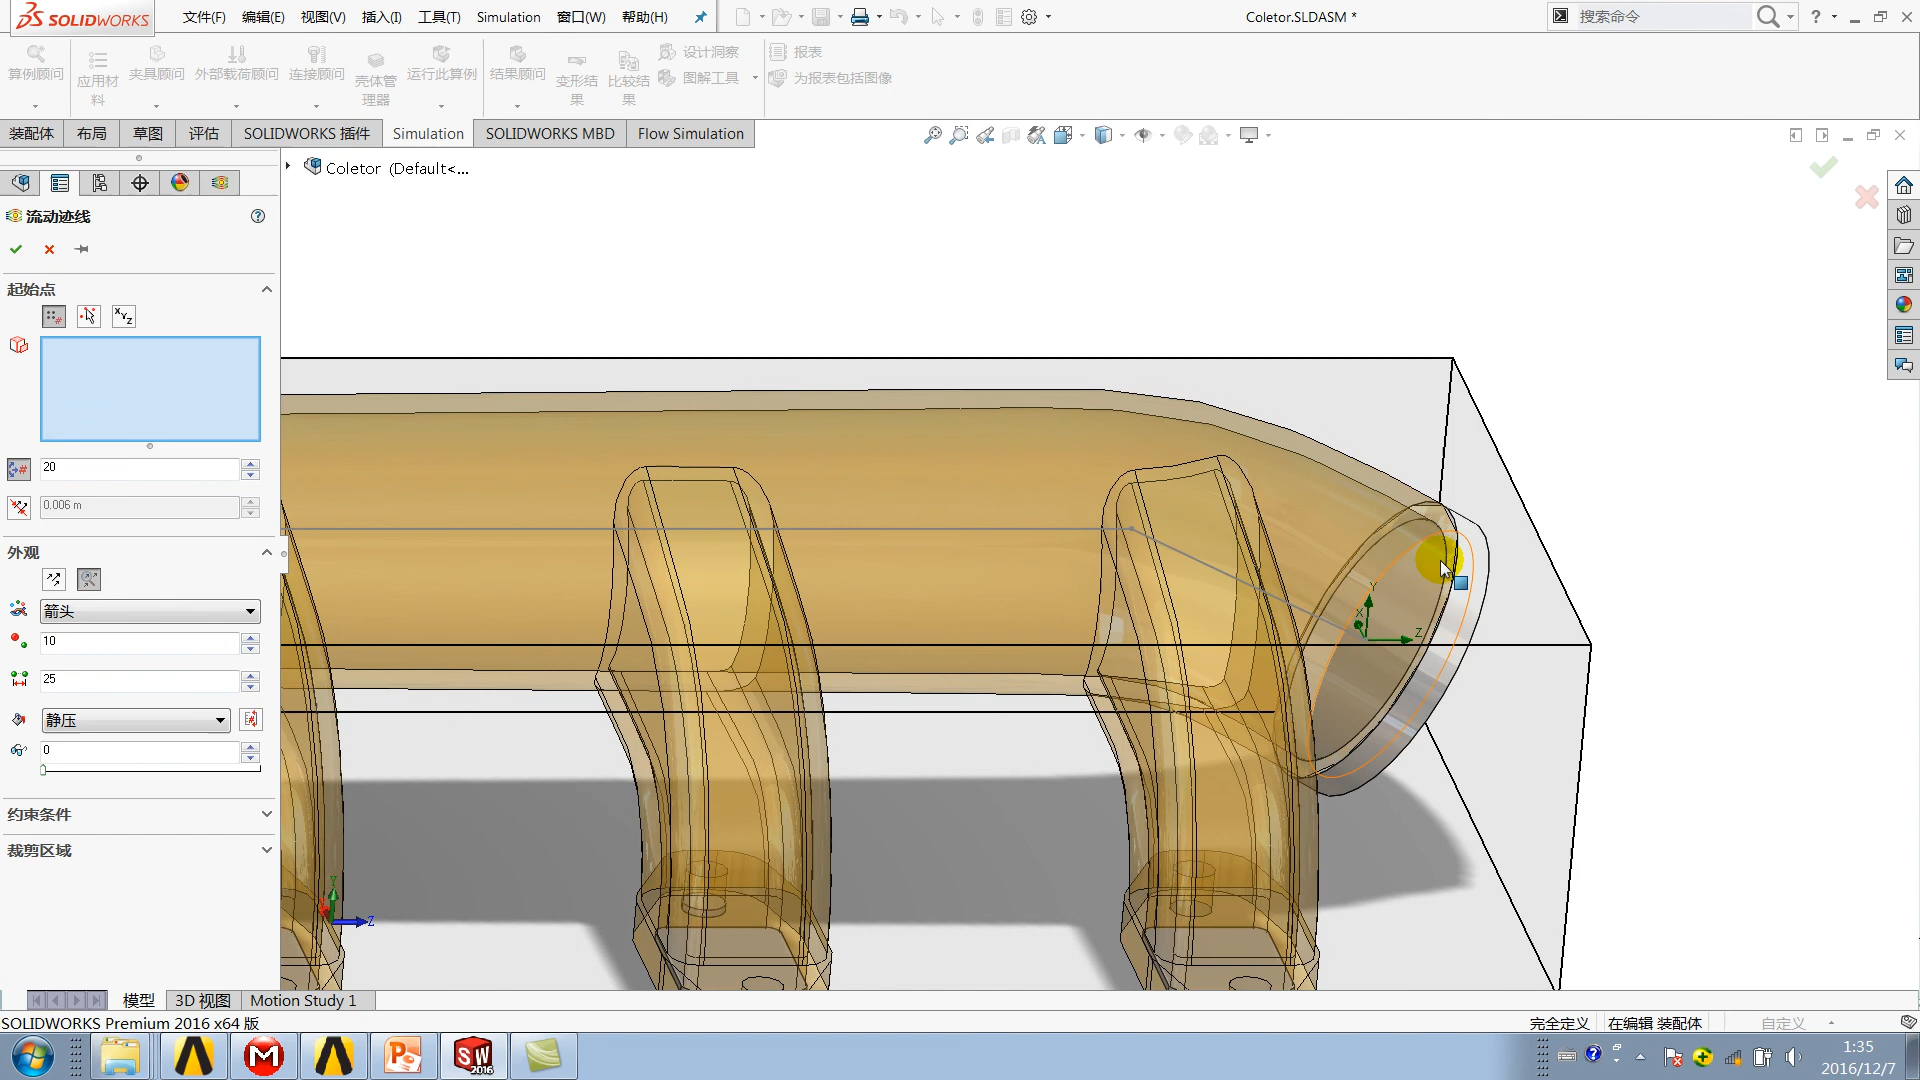 SOLIDWORKS
文件(F) 编辑(E) 视图(V) 插入(I) 工具(T) Simulation 窗口(W) 帮助(H)
Coletor.SLDASM *
搜索命令
算例顾问
应用材料
夹具顾问
外部载荷顾问
连接顾问
壳体管理器
运行此算例
结果顾问
变形结果
比较结果
设计洞察
图解工具
报表
为报表包括图像
装配体 布局 草图 评估 SOLIDWORKS 插件 Simulation SOLIDWORKS MBD Flow Simulation
Coletor (Default<...
流动迹线
起始点
20
0.006 m
外观
箭头
10
25
静压
0
约束条件
裁剪区域
Y
Z
X
Y
Z
模型 3D 视图 Motion Study 1
SOLIDWORKS Premium 2016 x64 版
完全定义 在编辑 装配体 自定义
1:35
2016/12/7